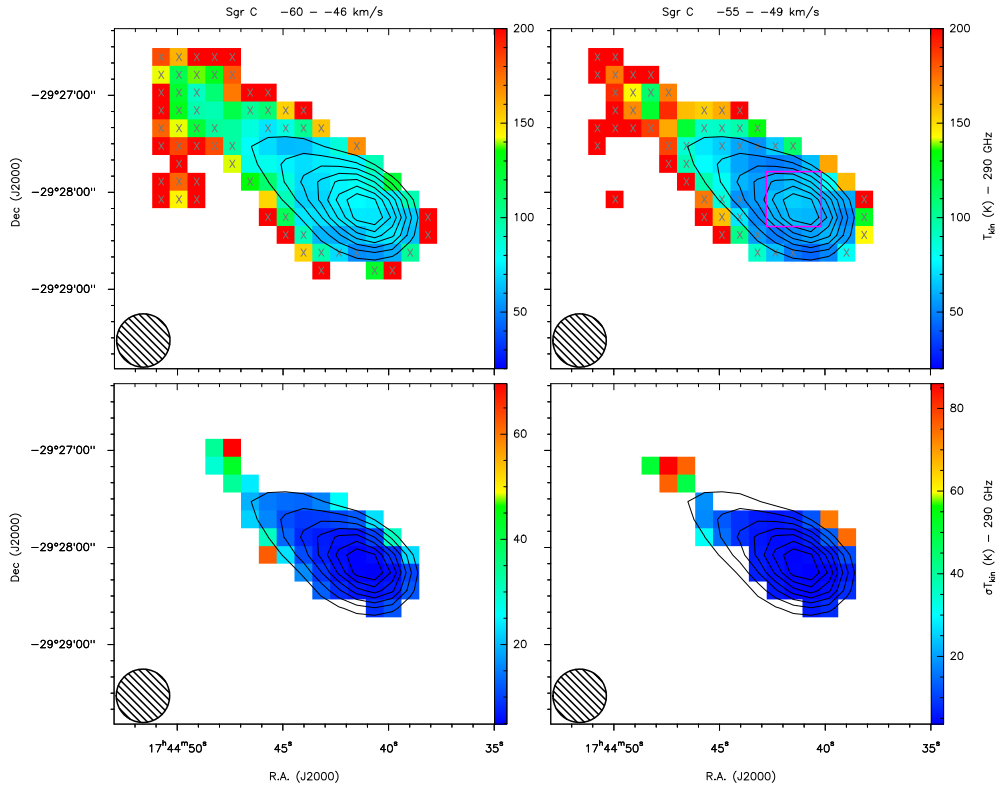 Sgr C −60 − −46 km/s
Sgr C −55 − −49 km/s
200
150
100
50
200
150
100
50
−29°27'00''
−29°28'00''
−29°29'00''
Dec (J2000)
T_kin (K) − 290 GHz
X
60
40
20
80
60
40
20
−29°27'00''
−29°28'00''
−29°29'00''
Dec (J2000)
σT_kin (K) − 290 GHz
17ʰ44ᵐ50ˢ 45ˢ 40ˢ 35ˢ
45ˢ 40ˢ 35ˢ
R.A. (J2000)
R.A. (J2000)